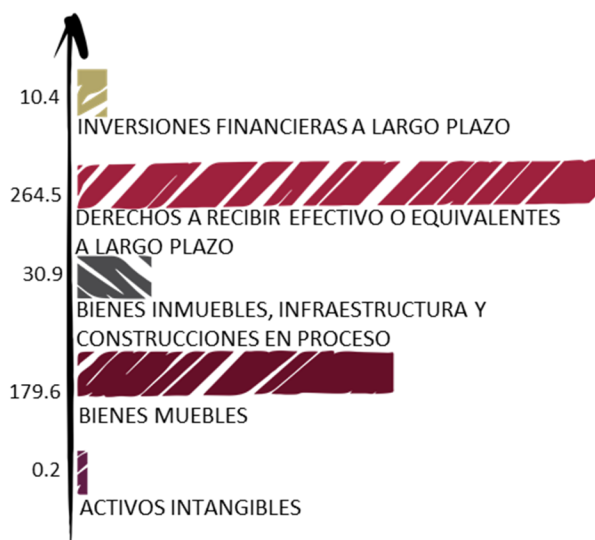 10.4
INVERSIONES FINANCIERAS A LARGO PLAZO
264.5
DERECHOS A RECIBIR EFECTIVO O EQUIVALENTES
A LARGO PLAZO
30.9
BIENES INMUEBLES, INFRAESTRUCTURA Y
CONSTRUCCIONES EN PROCESO
179.6
BIENES MUEBLES
0.2
ACTIVOS INTANGIBLES